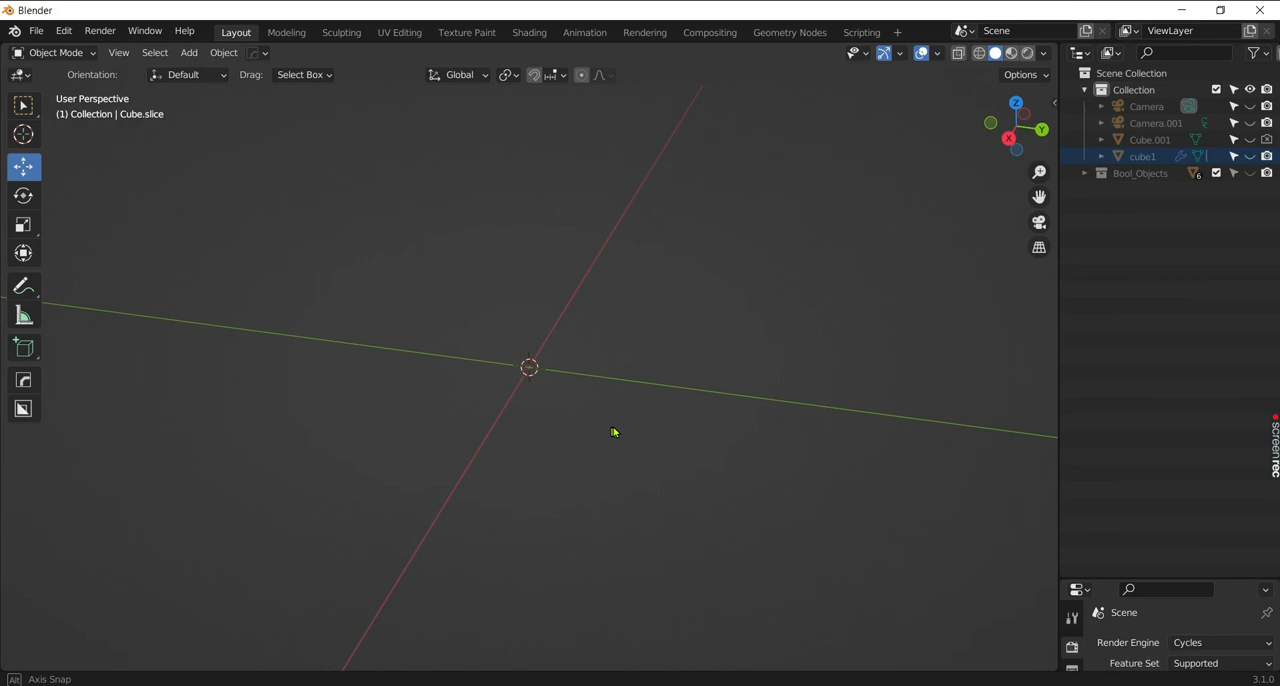 Blender
File Edit Render Window Help Layout Modeling Sculpting UV Editing Texture Paint Shading Animation Rendering Compositing Geometry Nodes Scripting + Scene ViewLayer
Object Mode View Select Add Object
Orientation: Default Drag: Select Box Global Options
User Perspective
(1) Collection | Cube.slice
Z
Y
X
Scene Collection
Collection
Camera
Camera.001
Cube.001
cube1
Bool_Objects 6
screenrec
Scene
Render Engine Cycles
Feature Set Supported
Alt Axis Snap 3.1.0